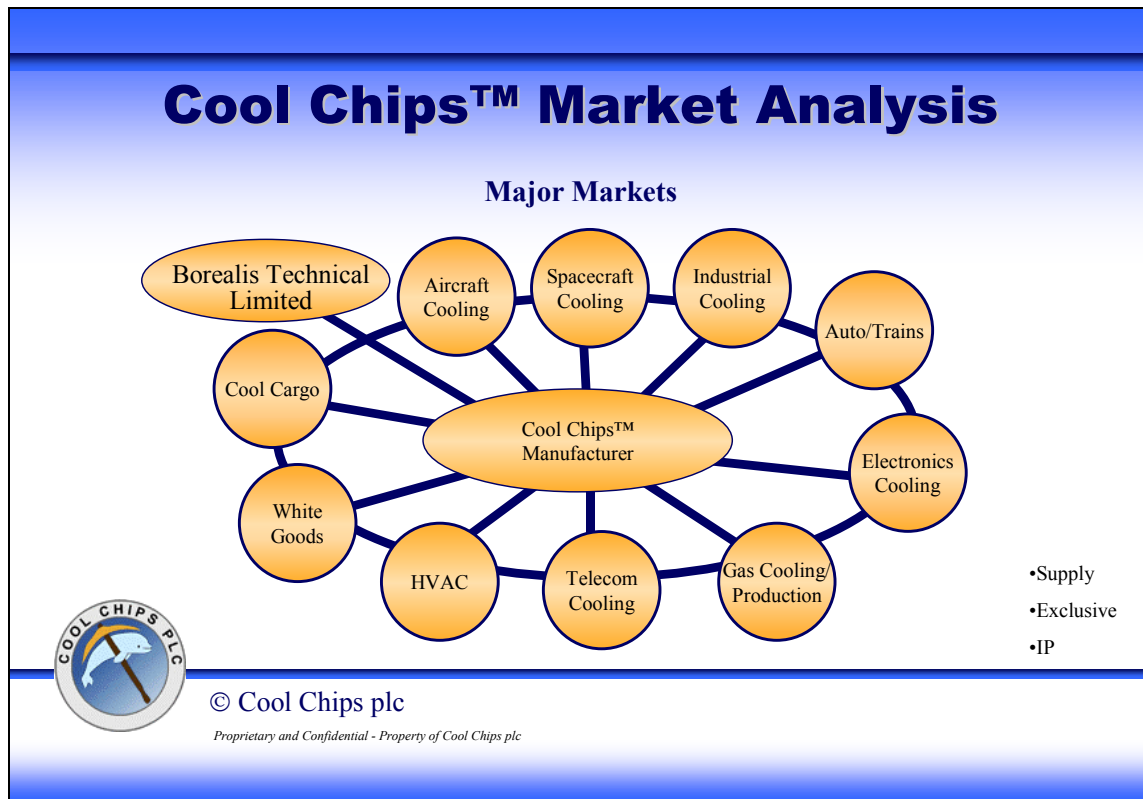 Cool Chips™ Market Analysis
Major Markets
Borealis Technical
Limited
Aircraft
Cooling
Spacecraft
Cooling
Industrial
Cooling
Auto/Trains
Cool Cargo
Cool Chips™
Manufacturer
Electronics
Cooling
White
Goods
HVAC
Telecom
Cooling
Gas Cooling/
Production
•Supply
•Exclusive
•IP
COOL CHIPS PLC
© Cool Chips plc
Proprietary and Confidential - Property of Cool Chips plc